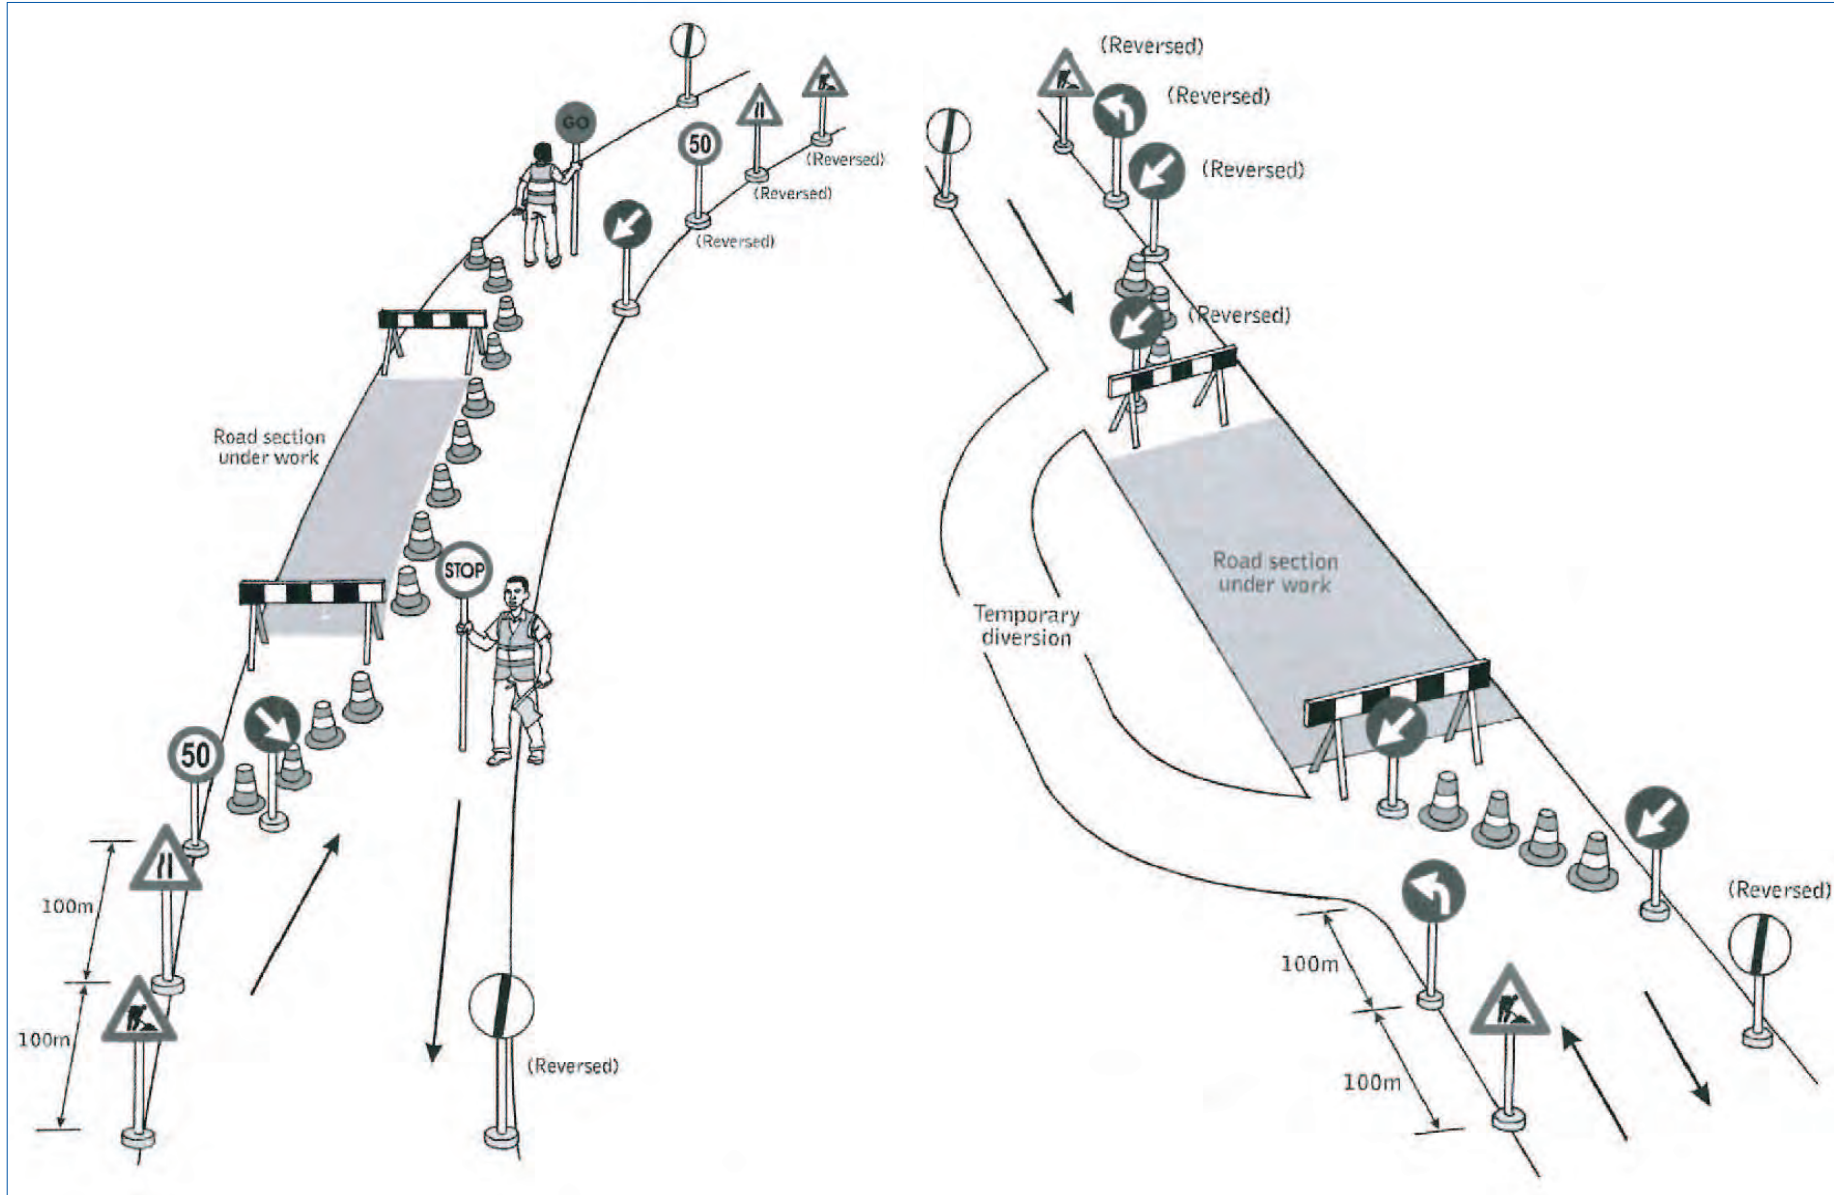 GO
50
(Reversed)
(Reversed)
(Reversed)
Road section
under work
STOP
50
100m
100m
(Reversed)
(Reversed)
(Reversed)
(Reversed)
(Reversed)
Road section
under work
Temporary
diversion
(Reversed)
100m
100m